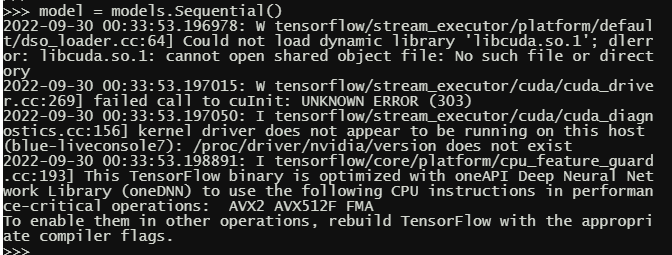 >>> model = models.Sequential()
2022-09-30 00:33:53.196978: W tensorflow/stream_executor/platform/defaul
t/dso_loader.cc:64] Could not load dynamic library 'libcuda.so.1'; dlerr
or: libcuda.so.1: cannot open shared object file: No such file or direct
ory
2022-09-30 00:33:53.197015: W tensorflow/stream_executor/cuda/cuda_drive
r.cc:269] failed call to cuInit: UNKNOWN ERROR (303)
2022-09-30 00:33:53.197050: I tensorflow/stream_executor/cuda/cuda_diagn
ostics.cc:156] kernel driver does not appear to be running on this host
(blue-liveconsole7): /proc/driver/nvidia/version does not exist
2022-09-30 00:33:53.198891: I tensorflow/core/platform/cpu_feature_guard
.cc:193] This TensorFlow binary is optimized with oneAPI Deep Neural Net
work Library (oneDNN) to use the following CPU instructions in performan
ce-critical operations:  AVX2 AVX512F FMA
To enable them in other operations, rebuild TensorFlow with the appropri
ate compiler flags.
>>>